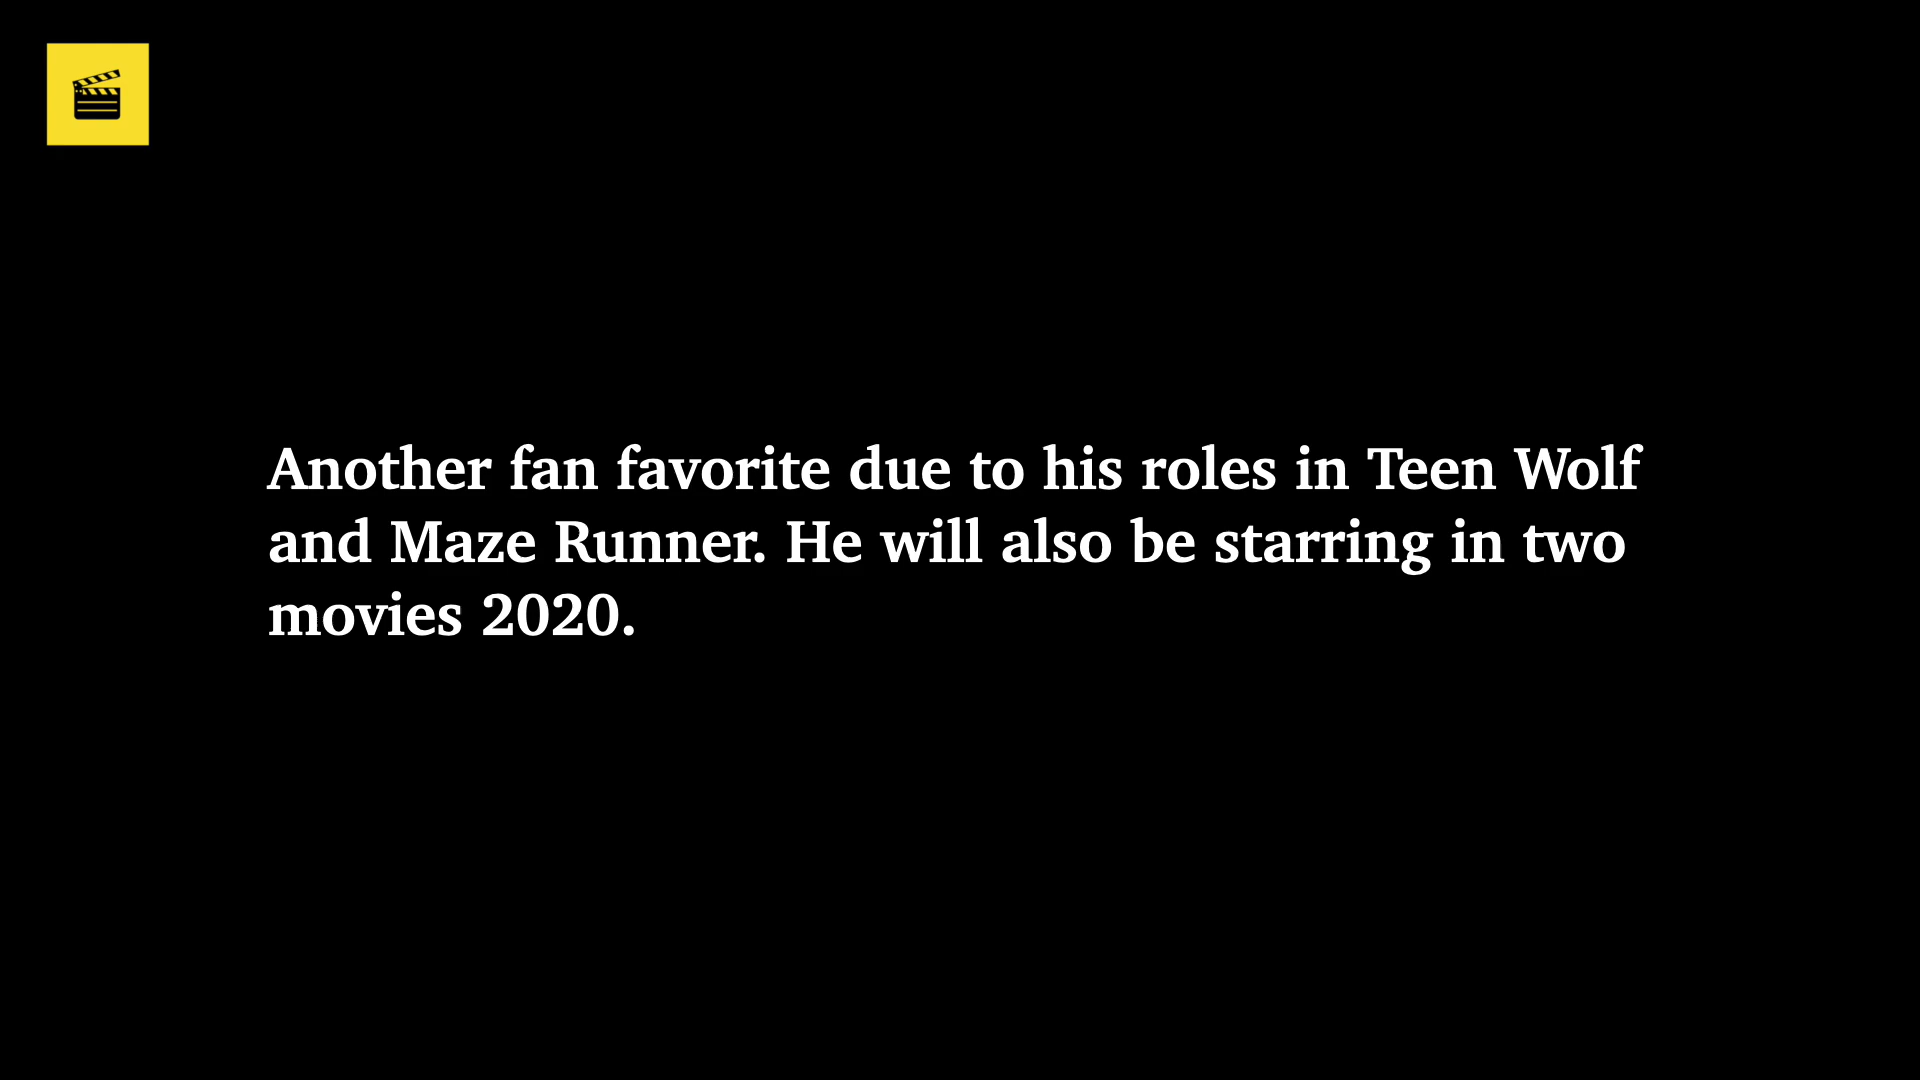 Another fan favorite due to his roles in Teen Wolf
and Maze Runner. He will also be starring in two
movies 2020.